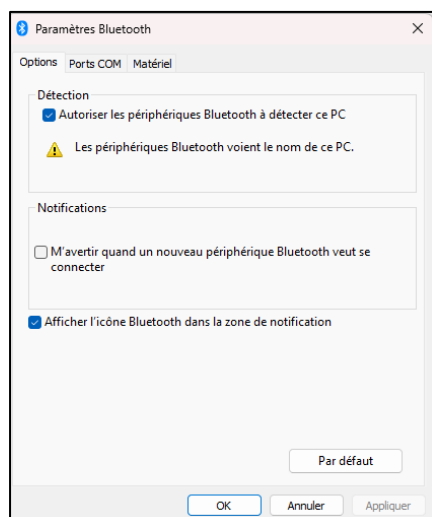 Paramètres Bluetooth
Options Ports COM Matériel
Détection
Autoriser les périphériques Bluetooth à détecter ce PC
Les périphériques Bluetooth voient le nom de ce PC.
Notifications
M'avertir quand un nouveau périphérique Bluetooth veut se
connecter
Afficher l'icône Bluetooth dans la zone de notification
Par défaut
OK Annuler Appliquer